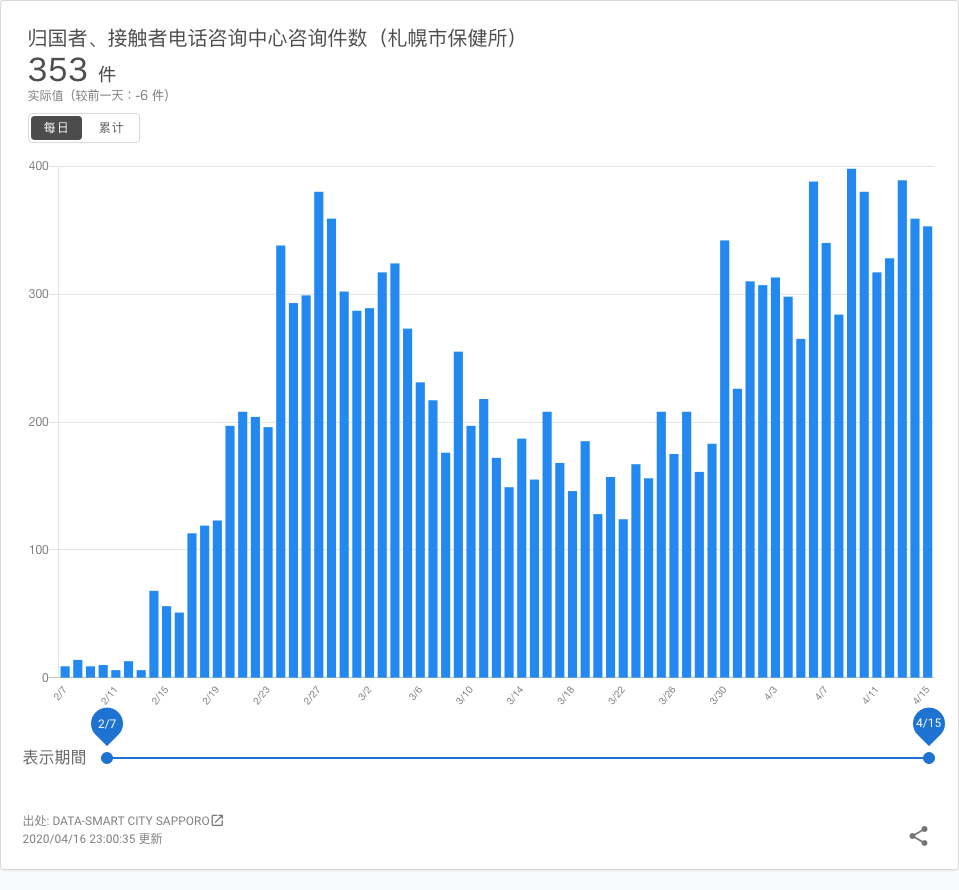 归国者、接触者电话咨询中心咨询件数（札幌市保健所）
353 件
实际值（较前一天：-6 件）
每日 累计
400
300
200
100
0
2/7 2/11 2/15 2/19 2/23 2/27 3/2 3/6 3/10 3/14 3/18 3/22 3/26 3/30 4/3 4/7 4/11 4/15
2/7 4/15
表示期間
出处: DATA-SMART CITY SAPPORO
2020/04/16 23:00:35 更新